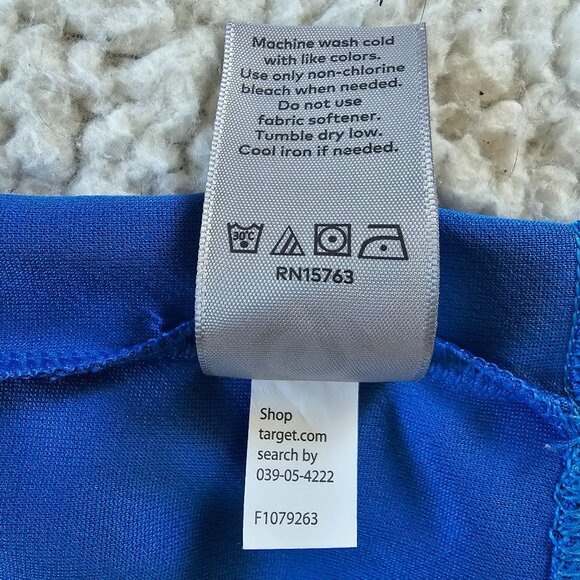 Machine wash cold
with like colors.
Use only non-chlorine
bleach when needed.
Do not use
fabric softener.
Tumble dry low.
Cool iron if needed.
30°C
RN15763
Shop
target.com
search by
039-05-4222
F1079263